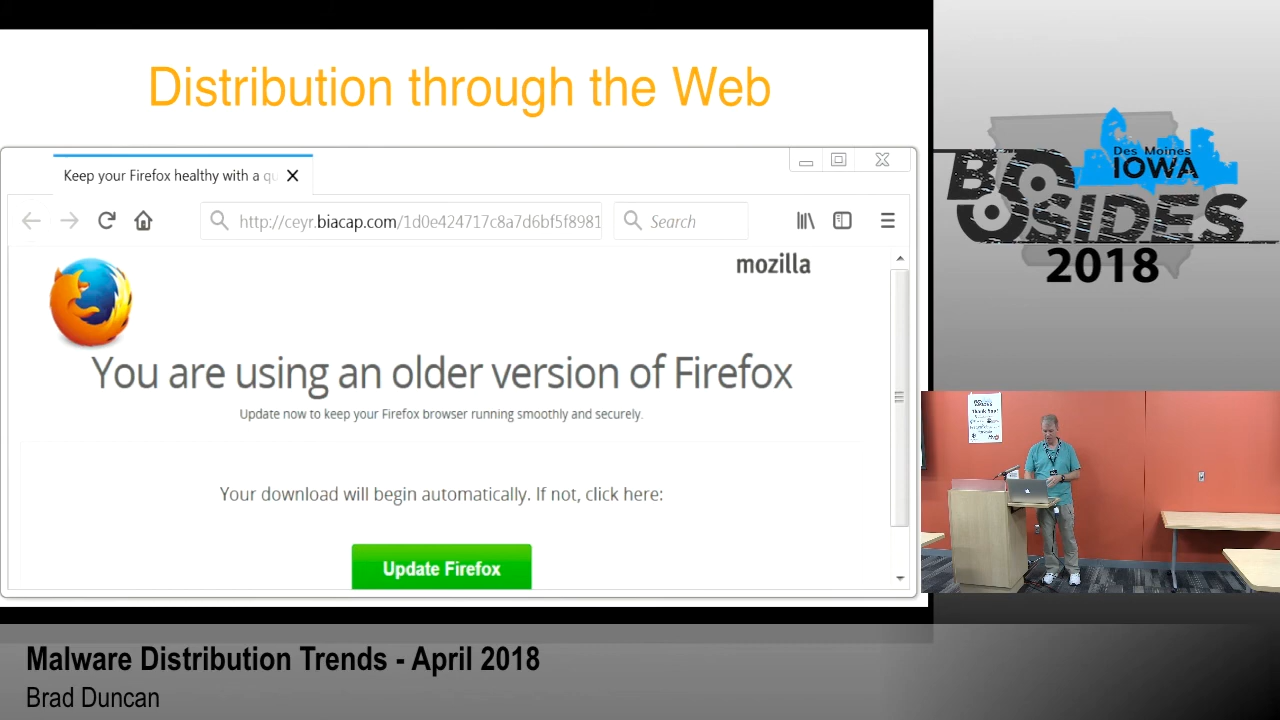 Distribution through the Web
Keep your Firefox healthy with a qu
http://ceyr.biacap.com/1d0e424717c8a7d6bf5f8981
Search
mozilla
You are using an older version of Firefox
Update now to keep your Firefox browser running smoothly and securely.
Your download will begin automatically. If not, click here:
Update Firefox
Des Moines
IOWA
BSIDES
2018
Thank You!
Malware Distribution Trends - April 2018
Brad Duncan